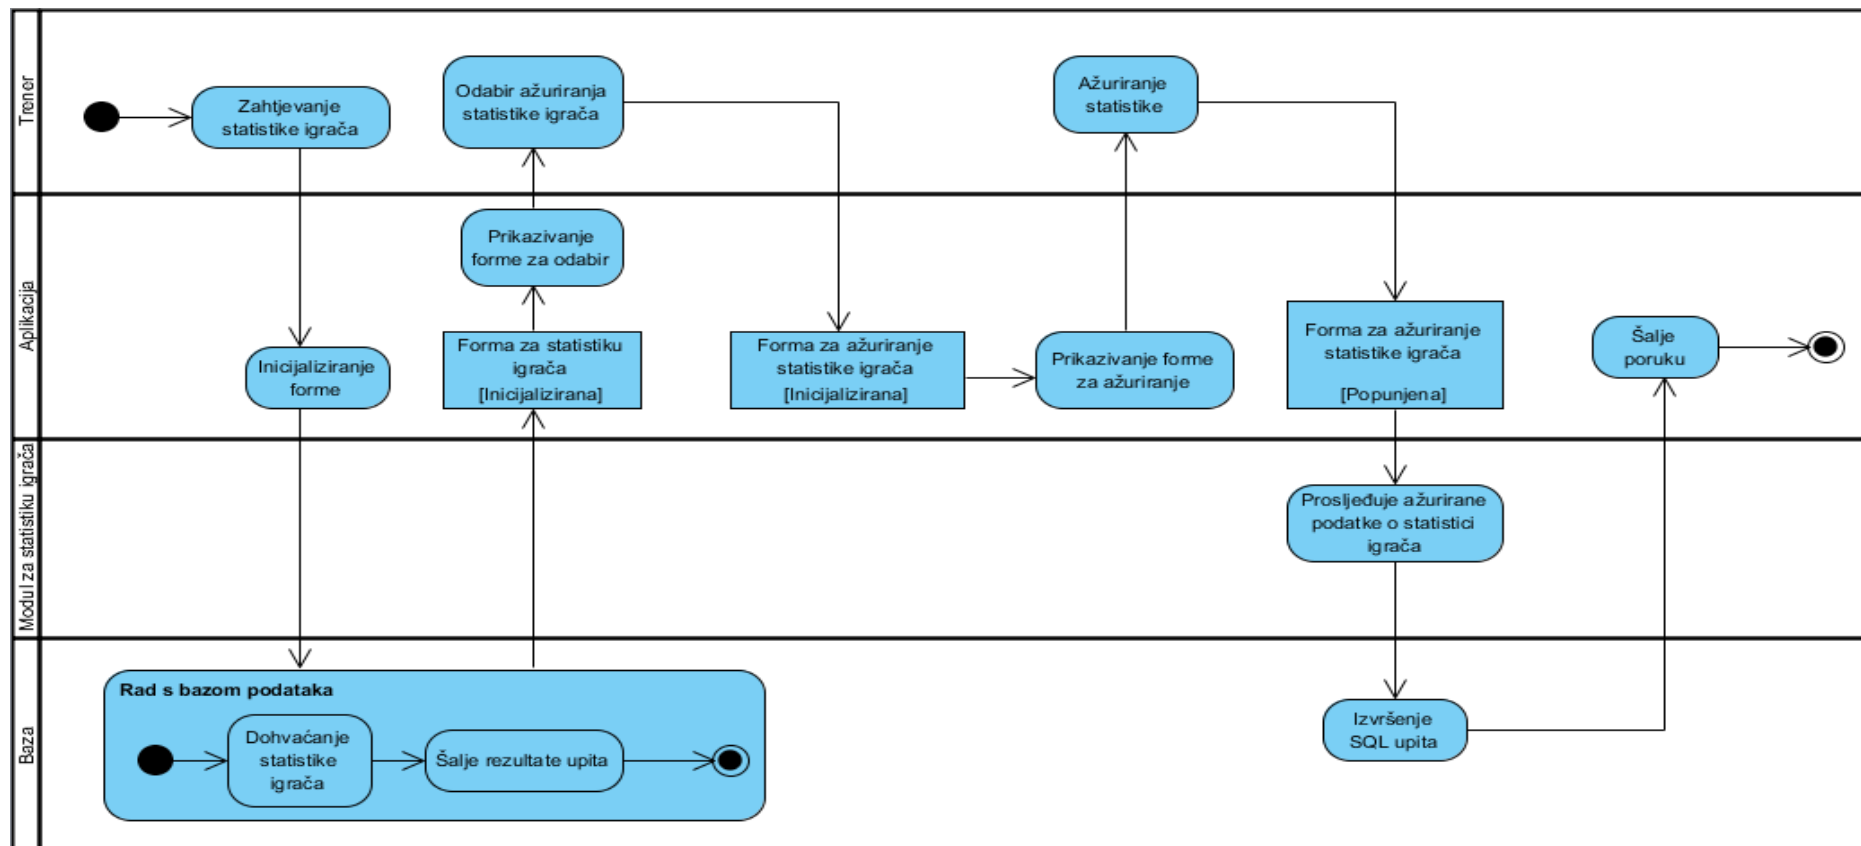 Trener
Zahtjevanje
statistike igrača
Odabir ažuriranja
statistike igrača
Ažuriranje
statistike
Aplikacija
Inicijaliziranje
forme
Prikazivanje
forme za odabir
Forma za statistiku
igrača
[Inicijalizirana]
Forma za ažuriranje
statistike igrača
[Inicijalizirana]
Prikazivanje forme
za ažuriranje
Forma za ažuriranje
statistike igrača
[Popunjena]
Šalje
poruku
Modul za statistiku igrača
Prosljeđuje ažurirane
podatke o statistici
igrača
Baza
Rad s bazom podataka
Dohvaćanje
statistike
igrača
Šalje rezultate upita
Izvršenje
SQL upita